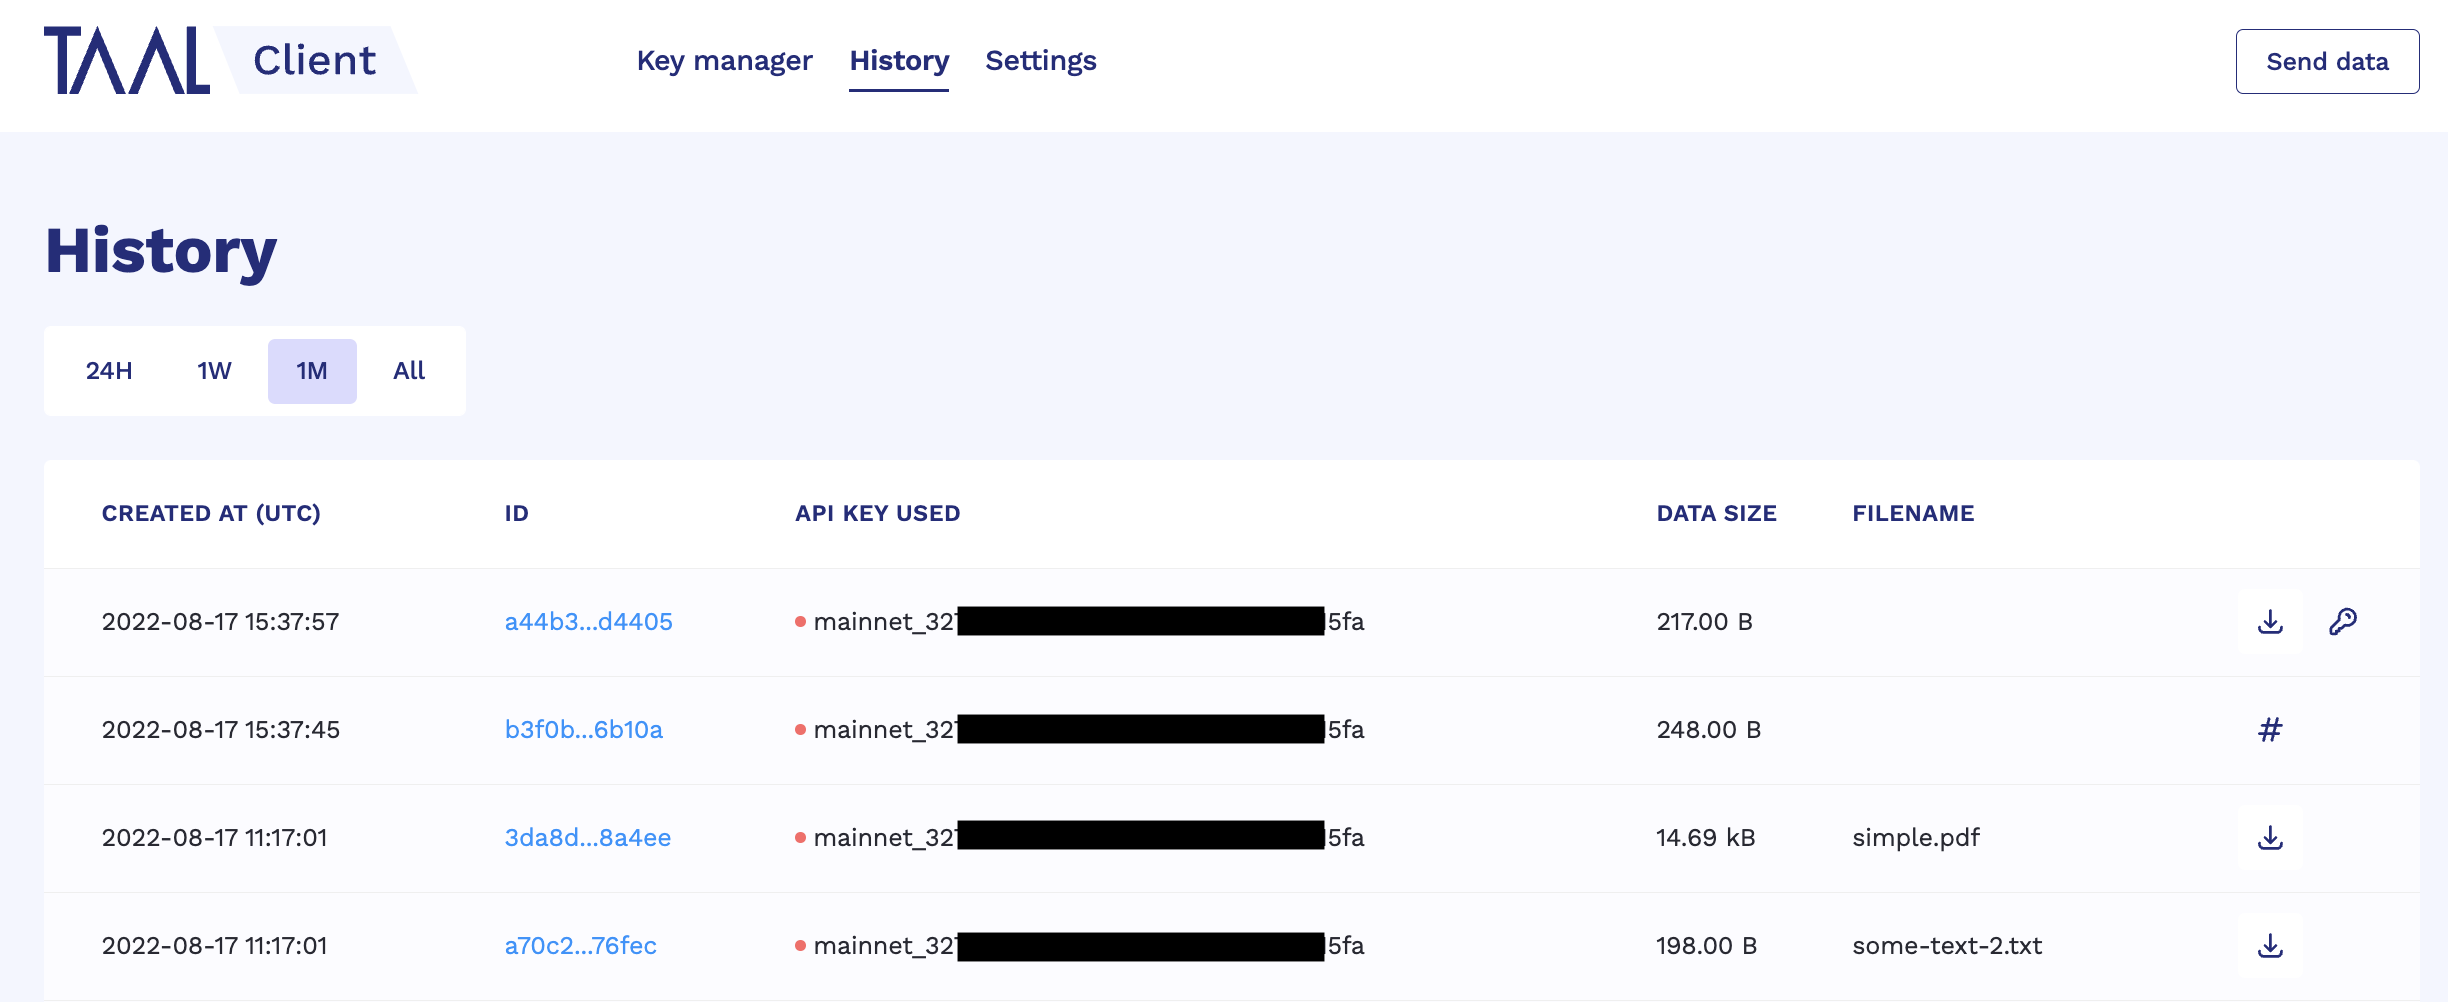 TAAL Client Key manager History Settings Send data
History
24H 1W 1M All
CREATED AT (UTC) ID API KEY USED DATA SIZE FILENAME
2022-08-17 15:37:57 a44b3...d4405 mainnet_32 5fa 217.00 B
2022-08-17 15:37:45 b3f0b...6b10a mainnet_32 5fa 248.00 B #
2022-08-17 11:17:01 3da8d...8a4ee mainnet_32 5fa 14.69 kB simple.pdf
2022-08-17 11:17:01 a70c2...76fec mainnet_32 5fa 198.00 B some-text-2.txt